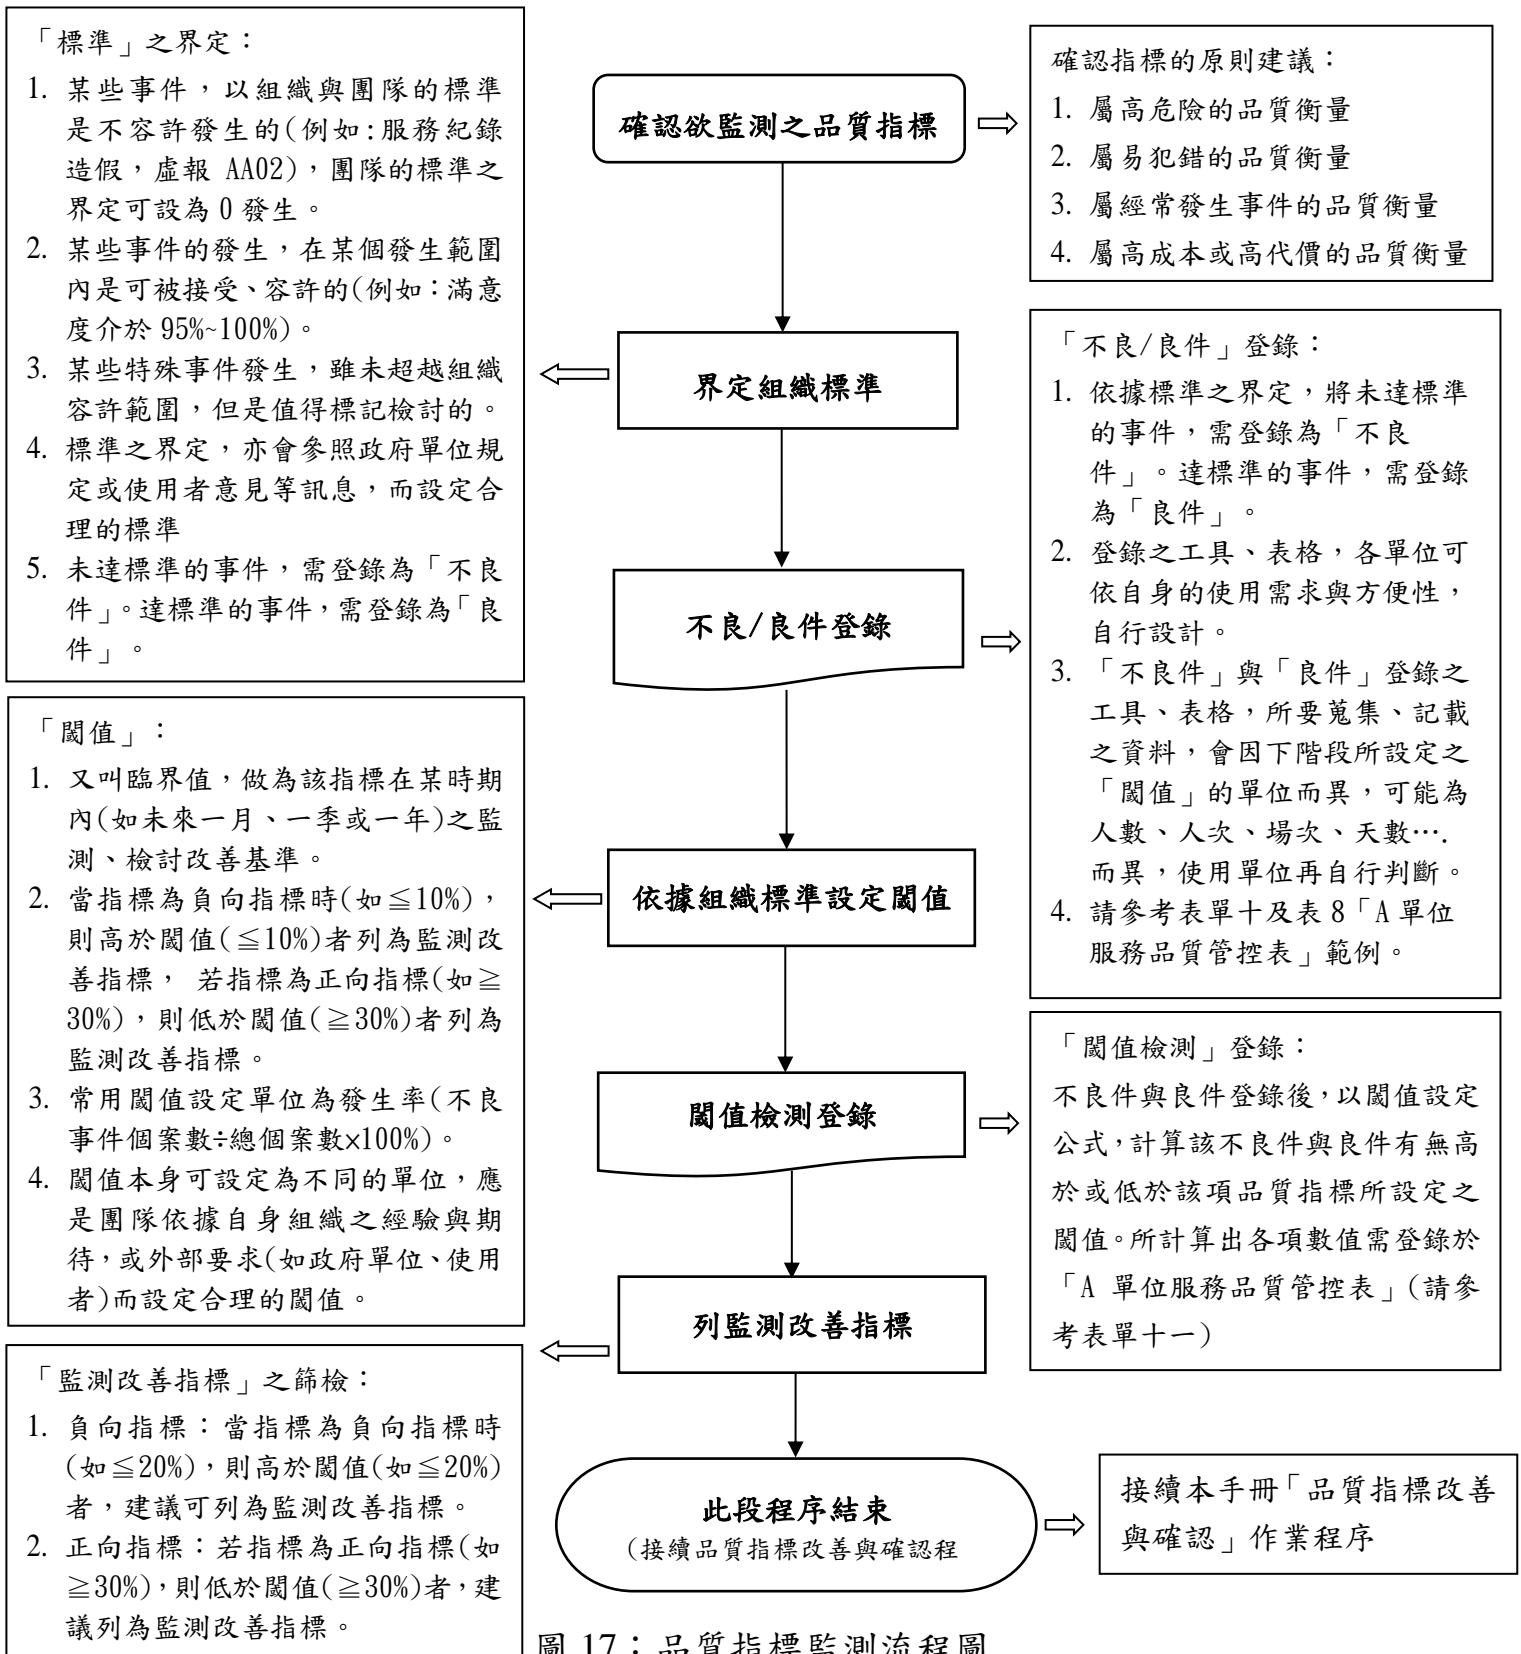 「標準」之界定：
1. 某些事件，以組織與團隊的標準
是不容許發生的(例如:服務紀錄
造假，虛報 AA02)，團隊的標準之
界定可設為 0 發生。
2. 某些事件的發生，在某個發生範圍
內是可被接受、容許的(例如：滿意
度介於 95%~100%)。
3. 某些特殊事件發生，雖未超越組織
容許範圍，但是值得標記檢討的。
4. 標準之界定，亦會參照政府單位規
定或使用者意見等訊息，而設定合
理的標準
5. 未達標準的事件，需登錄為「不良
件」。達標準的事件，需登錄為「良
件」。
「閾值」：
1. 又叫臨界值，做為該指標在某時期
內(如未來一月、一季或一年)之監
測、檢討改善基準。
2. 當指標為負向指標時(如≦10%)，
則高於閾值(≦10%)者列為監測改
善指標， 若指標為正向指標(如≧
30%)，則低於閾值(≧30%)者列為
監測改善指標。
3. 常用閾值設定單位為發生率(不良
事件個案數÷總個案數×100%)。
4. 閾值本身可設定為不同的單位，應
是團隊依據自身組織之經驗與期
待，或外部要求(如政府單位、使用
者)而設定合理的閾值。
「監測改善指標」之篩檢：
1. 負向指標：當指標為負向指標時
(如≦20%)，則高於閾值(如≦20%)
者，建議可列為監測改善指標。
2. 正向指標：若指標為正向指標(如
≧30%)，則低於閾值(≧30%)者，建
議列為監測改善指標。
確認欲監測之品質指標
界定組織標準
不良/良件登錄
依據組織標準設定閾值
閾值檢測登錄
列監測改善指標
此段程序結束
(接續品質指標改善與確認程
確認指標的原則建議：
1. 屬高危險的品質衡量
2. 屬易犯錯的品質衡量
3. 屬經常發生事件的品質衡量
4. 屬高成本或高代價的品質衡量
「不良/良件」登錄：
1. 依據標準之界定，將未達標準
的事件，需登錄為「不良
件」。達標準的事件，需登錄
為「良件」。
2. 登錄之工具、表格，各單位可
依自身的使用需求與方便性，
自行設計。
3. 「不良件」與「良件」登錄之
工具、表格，所要蒐集、記載
之資料，會因下階段所設定之
「閾值」的單位而異，可能為
人數、人次、場次、天數….
而異，使用單位再自行判斷。
4. 請參考表單十及表 8「A 單位
服務品質管控表」範例。
「閾值檢測」登錄：
不良件與良件登錄後，以閾值設定
公式，計算該不良件與良件有無高
於或低於該項品質指標所設定之
閾值。所計算出各項數值需登錄於
「A 單位服務品質管控表」(請參
考表單十一)
接續本手冊「品質指標改善
與確認」作業程序
圖 17：品質指標監測流程圖